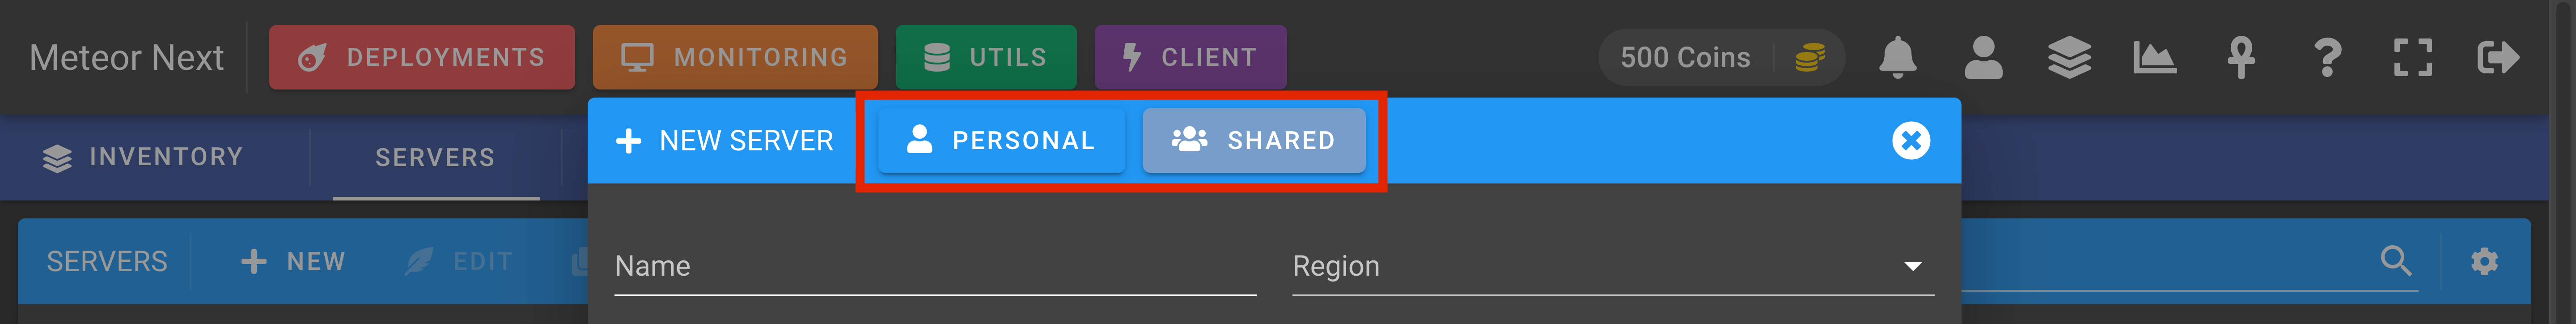 Meteor Next DEPLOYMENTS MONITORING UTILS CLIENT 500 Coins
NEW SERVER PERSONAL SHARED
INVENTORY SERVERS
SERVERS NEW EDIT
Name Region